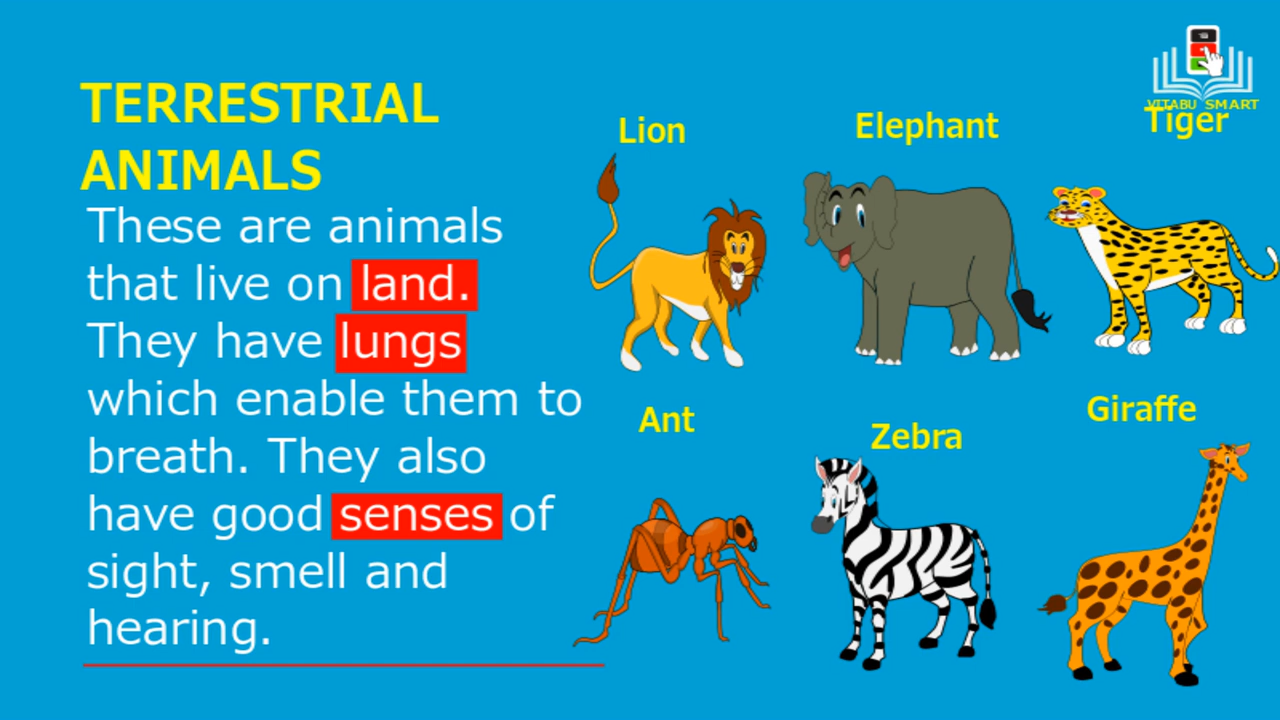 TERRESTRIAL
ANIMALS
These are animals
that live on land.
They have lungs
which enable them to
breath. They also
have good senses of
sight, smell and
hearing.
VITABU SMART
Lion
Elephant
Tiger
Ant
Zebra
Giraffe